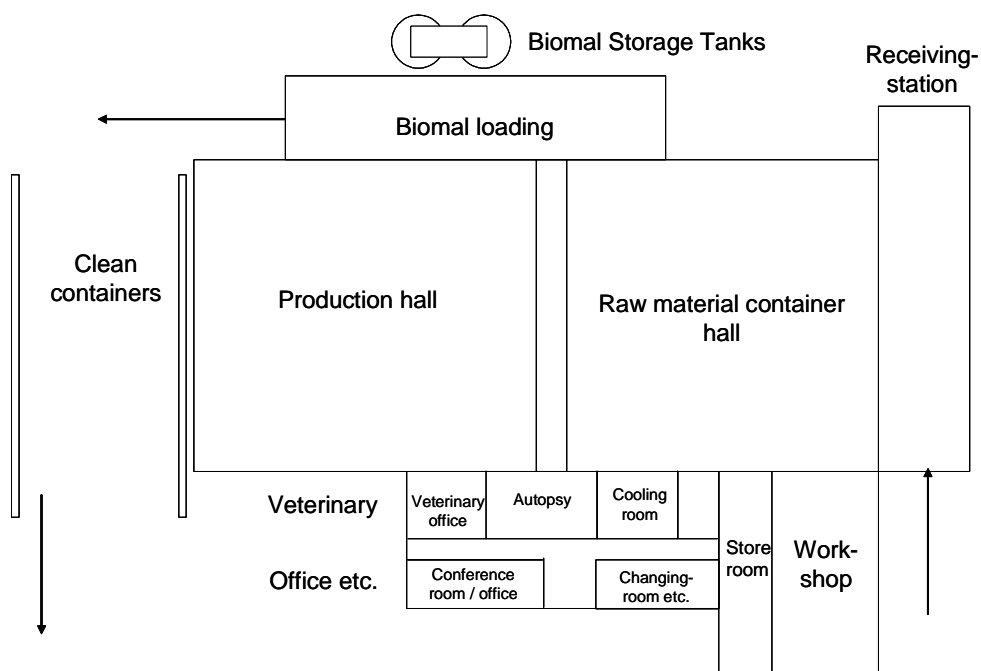 Biomal Storage Tanks
Receiving-
station
Biomal loading
Clean
containers
Production hall
Raw material container
hall
Veterinary
Veterinary
office
Autopsy
Cooling
room
Store
room
Work-
shop
Office etc.
Conference
room / office
Changing-
room etc.